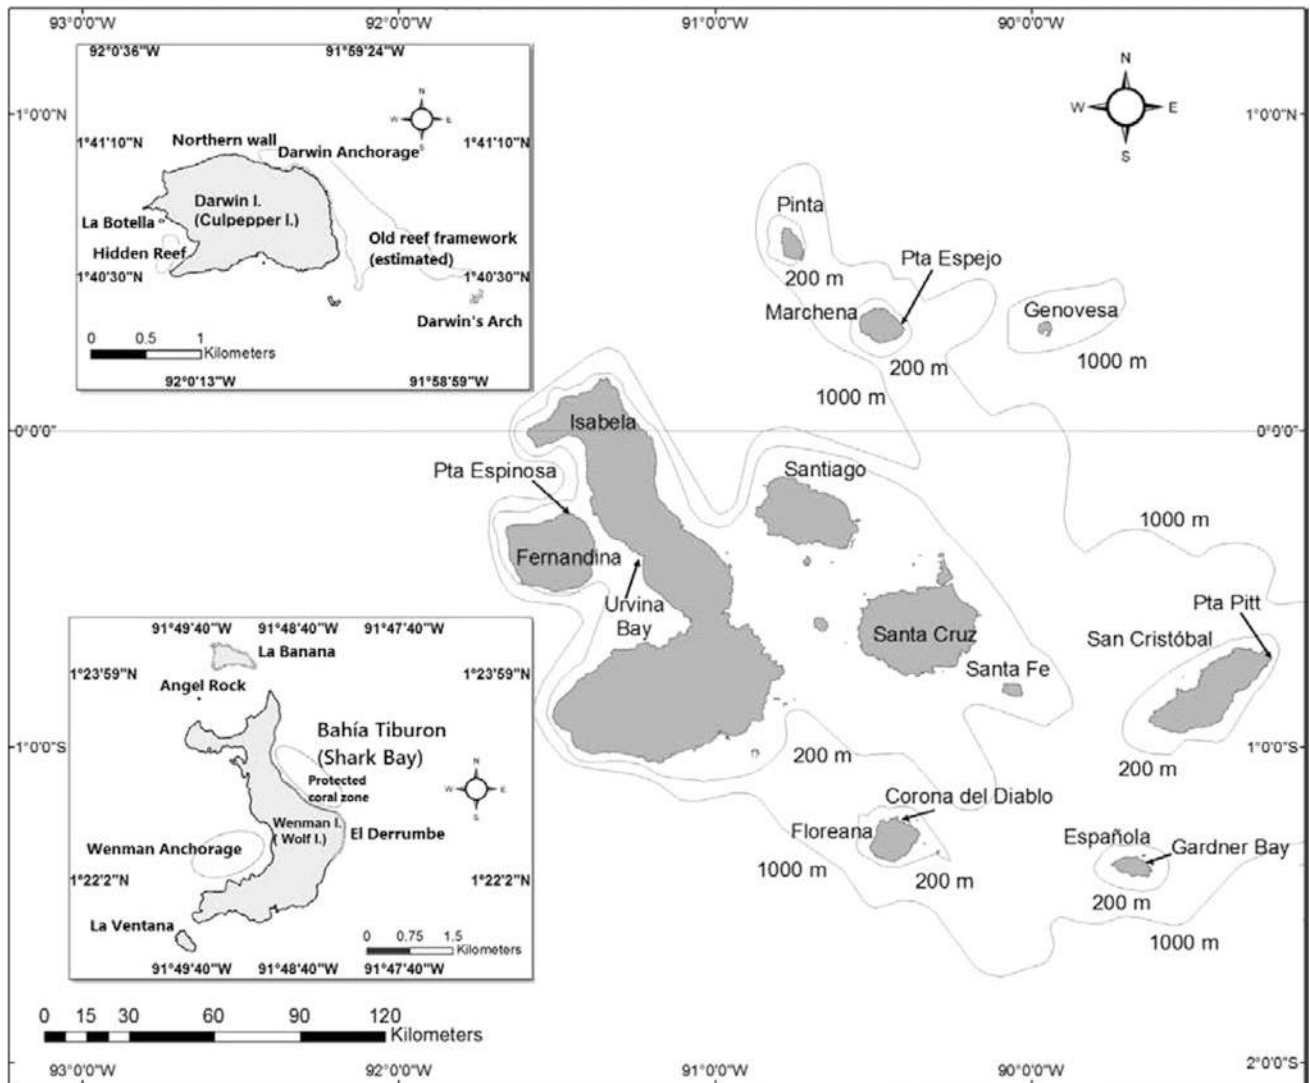 93°0'0"W
92°0'0"W
91°0'0"W
90°0'0"W
92°0'36"W
91°59'24"W
N
W
E
S
1°41'10"N
1°41'10"N
Northern wall
Darwin Anchorage
Darwin I.
(Culpepper I.)
La Botella
Hidden Reef
Old reef framework
(estimated)
1°40'30"N
1°40'30"N
Darwin's Arch
0 0.5 1
Kilometers
92°0'13"W
91°58'59"W
N
W
E
S
1°0'0"N
1°0'0"N
Pinta
200 m
Pta Espejo
Marchena
200 m
Genovesa
1000 m
1000 m
0°0'0"
0°0'0"
Isabela
Pta Espinosa
Santiago
Fernandina
1000 m
Urvina
Bay
Santa Cruz
Pta Pitt
San Cristóbal
Santa Fe
200 m
1°0'0"S
1°0'0"S
200 m
Corona del Diablo
Floreana
1000 m
200 m
Española
Gardner Bay
200 m
1000 m
91°49'40"W
91°48'40"W
91°47'40"W
La Banana
1°23'59"N
1°23'59"N
Angel Rock
Bahía Tiburon
(Shark Bay)
N
W
E
S
Protected
coral zone
Wenman I.
( Wolf I.)
El Derrumbe
Wenman Anchorage
1°22'2"N
1°22'2"N
La Ventana
0 0.75 1.5
Kilometers
91°49'40"W
91°48'40"W
91°47'40"W
0 15 30 60 90 120
Kilometers
93°0'0"W
92°0'0"W
91°0'0"W
90°0'0"W
2°0'0"S